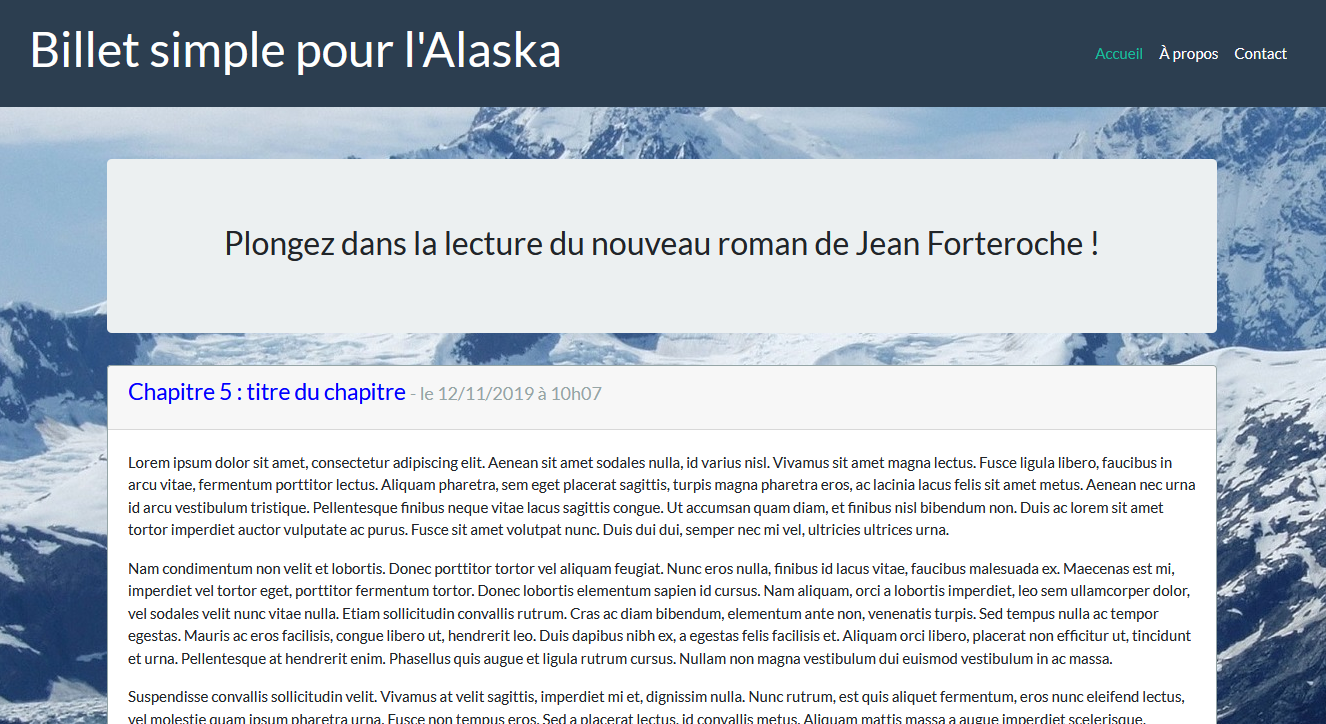 Billet simple pour l'Alaska
Accueil À propos Contact
Plongez dans la lecture du nouveau roman de Jean Forteroche !
Chapitre 5 : titre du chapitre - le 12/11/2019 à 10h07
Lorem ipsum dolor sit amet, consectetur adipiscing elit. Aenean sit amet sodales nulla, id varius nisl. Vivamus sit amet magna lectus. Fusce ligula libero, faucibus in
arcu vitae, fermentum porttitor lectus. Aliquam pharetra, sem eget placerat sagittis, turpis magna pharetra eros, ac lacinia lacus felis sit amet metus. Aenean nec urna
id arcu vestibulum tristique. Pellentesque finibus neque vitae lacus sagittis congue. Ut accumsan quam diam, et finibus nisl bibendum non. Duis ac lorem sit amet
tortor imperdiet auctor vulputate ac purus. Fusce sit amet volutpat nunc. Duis dui dui, semper nec mi vel, ultricies ultrices urna.
Nam condimentum non velit et lobortis. Donec porttitor tortor vel aliquam feugiat. Nunc eros nulla, finibus id lacus vitae, faucibus malesuada ex. Maecenas est mi,
imperdiet vel tortor eget, porttitor fermentum tortor. Donec lobortis elementum sapien id cursus. Nam aliquam, orci a lobortis imperdiet, leo sem ullamcorper dolor,
vel sodales velit nunc vitae nulla. Etiam sollicitudin convallis rutrum. Cras ac diam bibendum, elementum ante non, venenatis turpis. Sed tempus nulla ac tempor
egestas. Mauris ac eros facilisis, congue libero ut, hendrerit leo. Duis dapibus nibh ex, a egestas felis facilisis et. Aliquam orci libero, placerat non efficitur ut, tincidunt
et urna. Pellentesque at hendrerit enim. Phasellus quis augue et ligula rutrum cursus. Nullam non magna vestibulum dui euismod vestibulum in ac massa.
Suspendisse convallis sollicitudin velit. Vivamus at velit sagittis, imperdiet mi et, dignissim nulla. Nunc rutrum, est quis aliquet fermentum, eros nunc eleifend lectus,
vel molestie quam ipsum pharetra urna. Fusce non tempus eros. Sed a placerat lectus, id convallis metus. Aliquam mattis massa a augue imperdiet scelerisque.